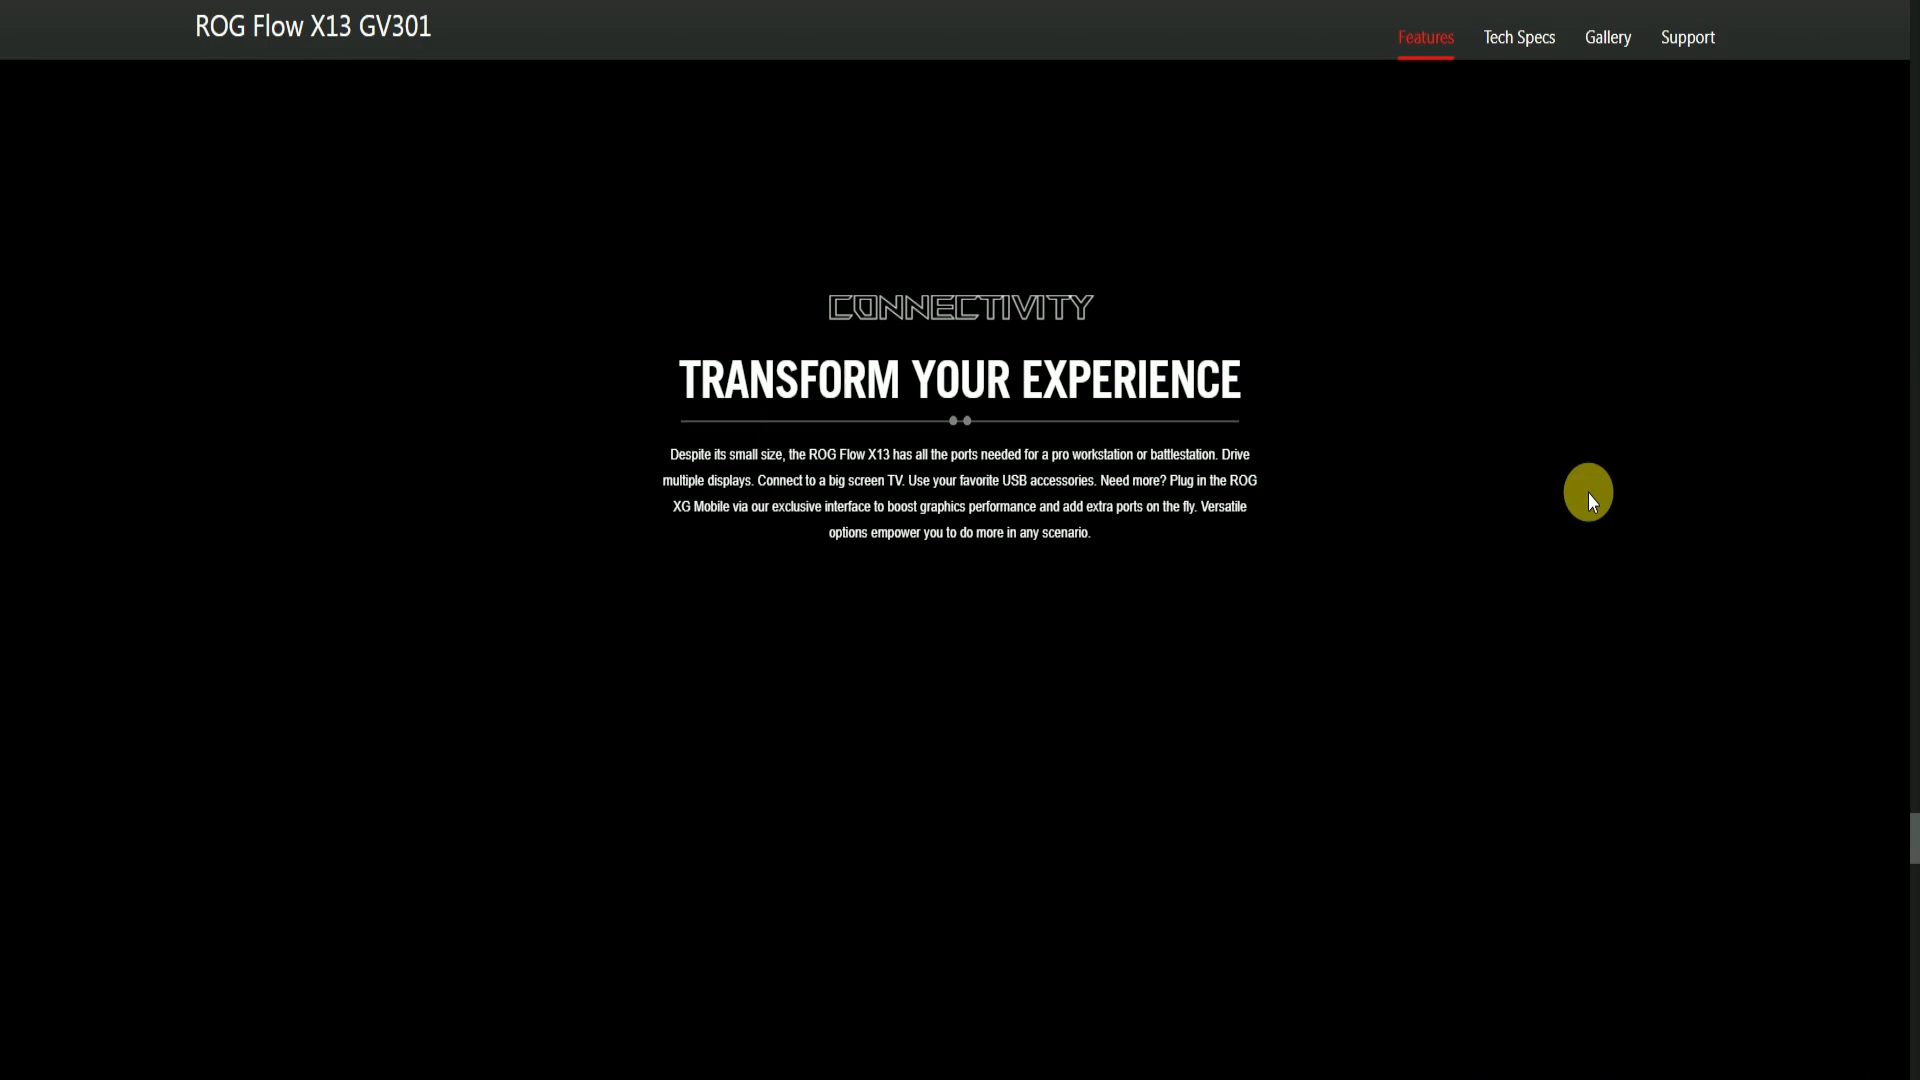 ROG Flow X13 GV301
Features Tech Specs Gallery Support
CONNECTIVITY
TRANSFORM YOUR EXPERIENCE
Despite its small size, the ROG Flow X13 has all the ports needed for a pro workstation or battlestation. Drive
multiple displays. Connect to a big screen TV. Use your favorite USB accessories. Need more? Plug in the ROG
XG Mobile via our exclusive interface to boost graphics performance and add extra ports on the fly. Versatile
options empower you to do more in any scenario.